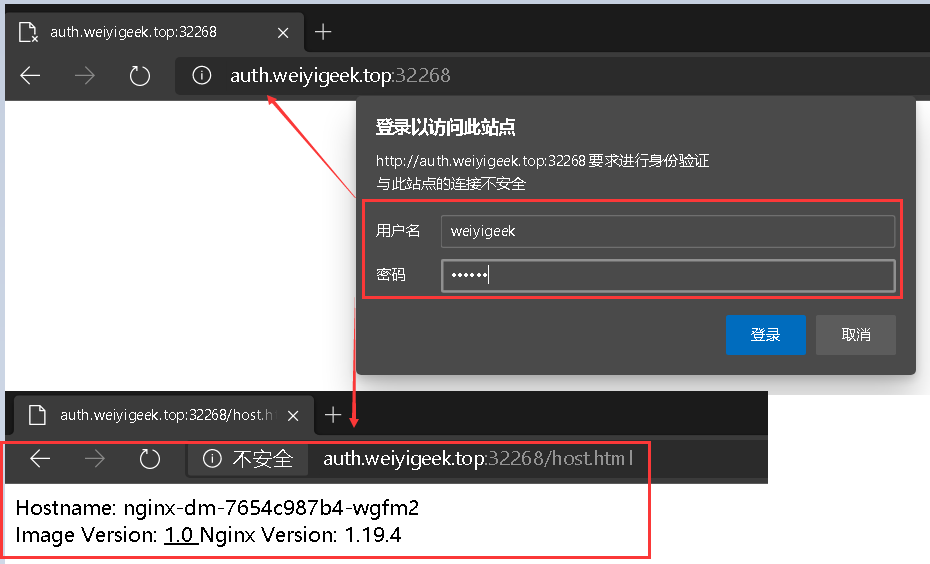 auth.weiyigeek.top:32268
auth.weiyigeek.top:32268
登录以访问此站点
http://auth.weiyigeek.top:32268 要求进行身份验证
与此站点的连接不安全
用户名 weiyigeek
密码 ••••••
登录 取消
auth.weiyigeek.top:32268/host.h
不安全 auth.weiyigeek.top:32268/host.html
Hostname: nginx-dm-7654c987b4-wgfm2
Image Version: 1.0 Nginx Version: 1.19.4